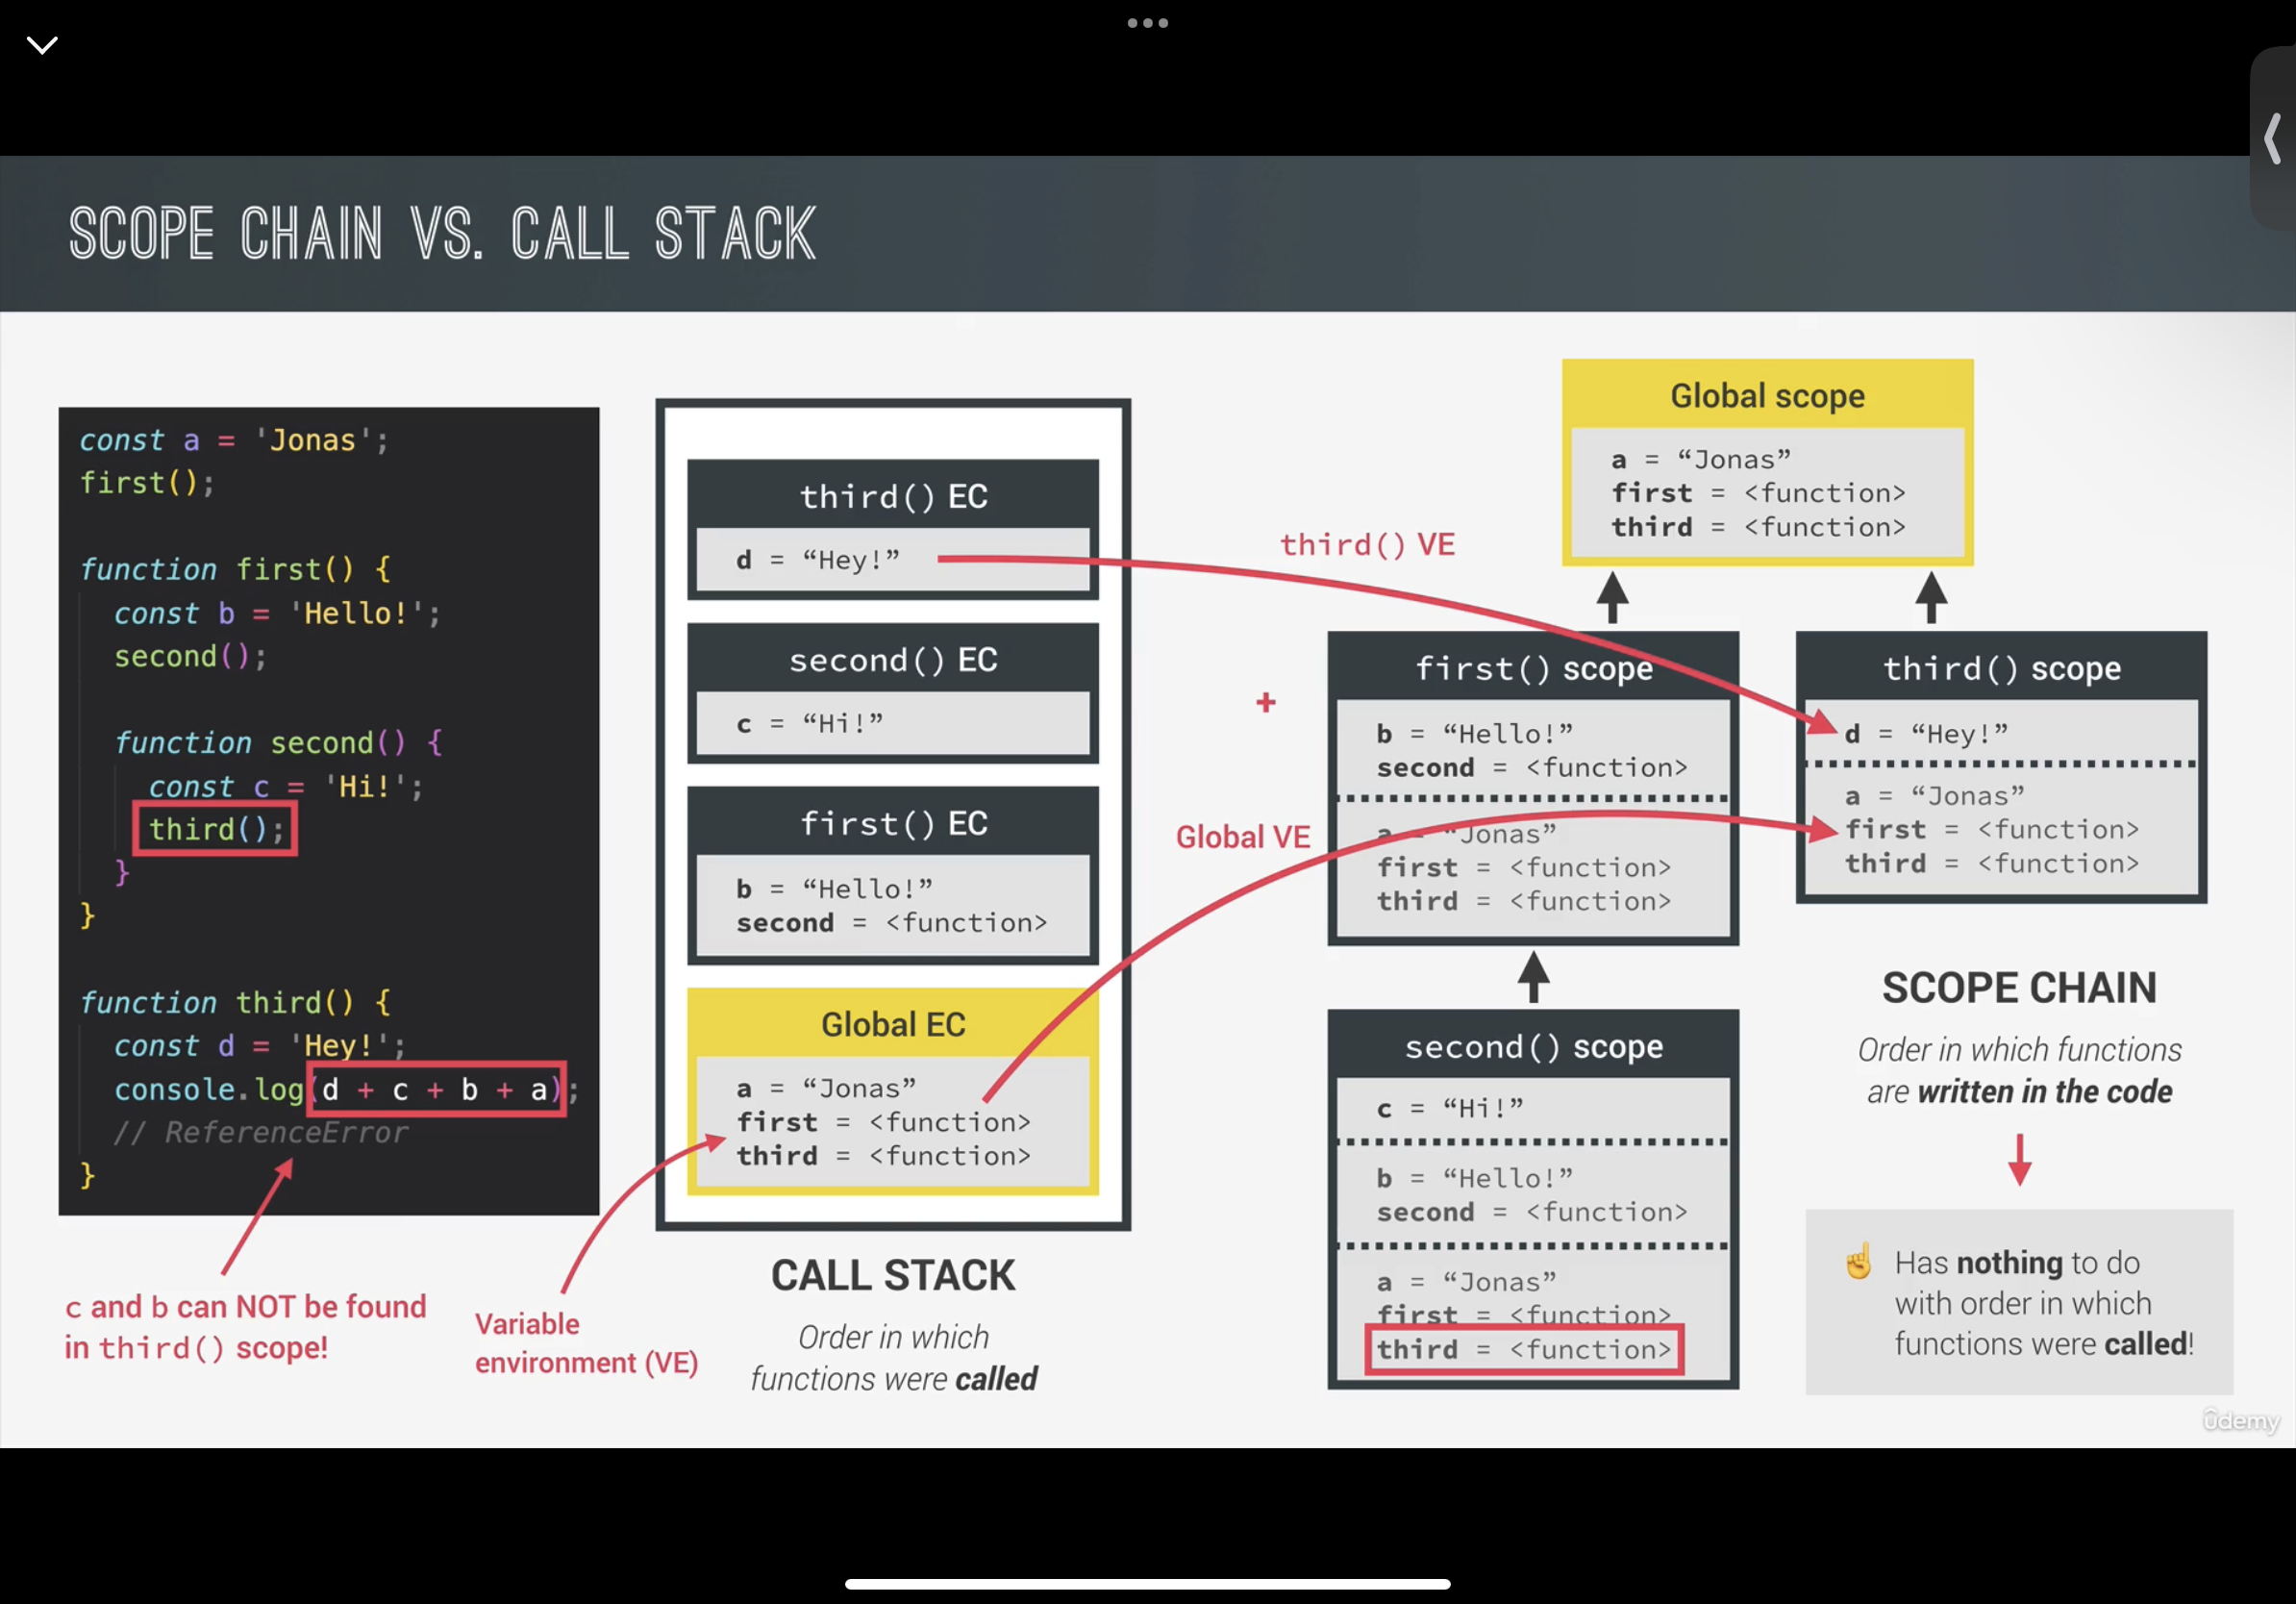 SCOPE CHAIN VS. CALL STACK
const a = 'Jonas';
first();
function first() {
const b = 'Hello!';
second();
function second() {
const c = 'Hi!';
third();
}
}
function third() {
const d = 'Hey!';
console.log(d + c + b + a);
// ReferenceError
}
c and b can NOT be found
in third() scope!
Variable
environment (VE)
third() EC
d = “Hey!”
second() EC
c = “Hi!”
first() EC
b = “Hello!”
second = <function>
Global EC
a = “Jonas”
first = <function>
third = <function>
CALL STACK
Order in which
functions were called
third() VE
+
Global VE
Global scope
a = “Jonas”
first = <function>
third = <function>
first() scope
b = “Hello!”
second = <function>
a = “Jonas”
first = <function>
third = <function>
second() scope
c = “Hi!”
b = “Hello!”
second = <function>
a = “Jonas”
first = <function>
third = <function>
third() scope
d = “Hey!”
a = “Jonas”
first = <function>
third = <function>
SCOPE CHAIN
Order in which functions
are written in the code
☝ Has nothing to do
with order in which
functions were called!
ûdemy